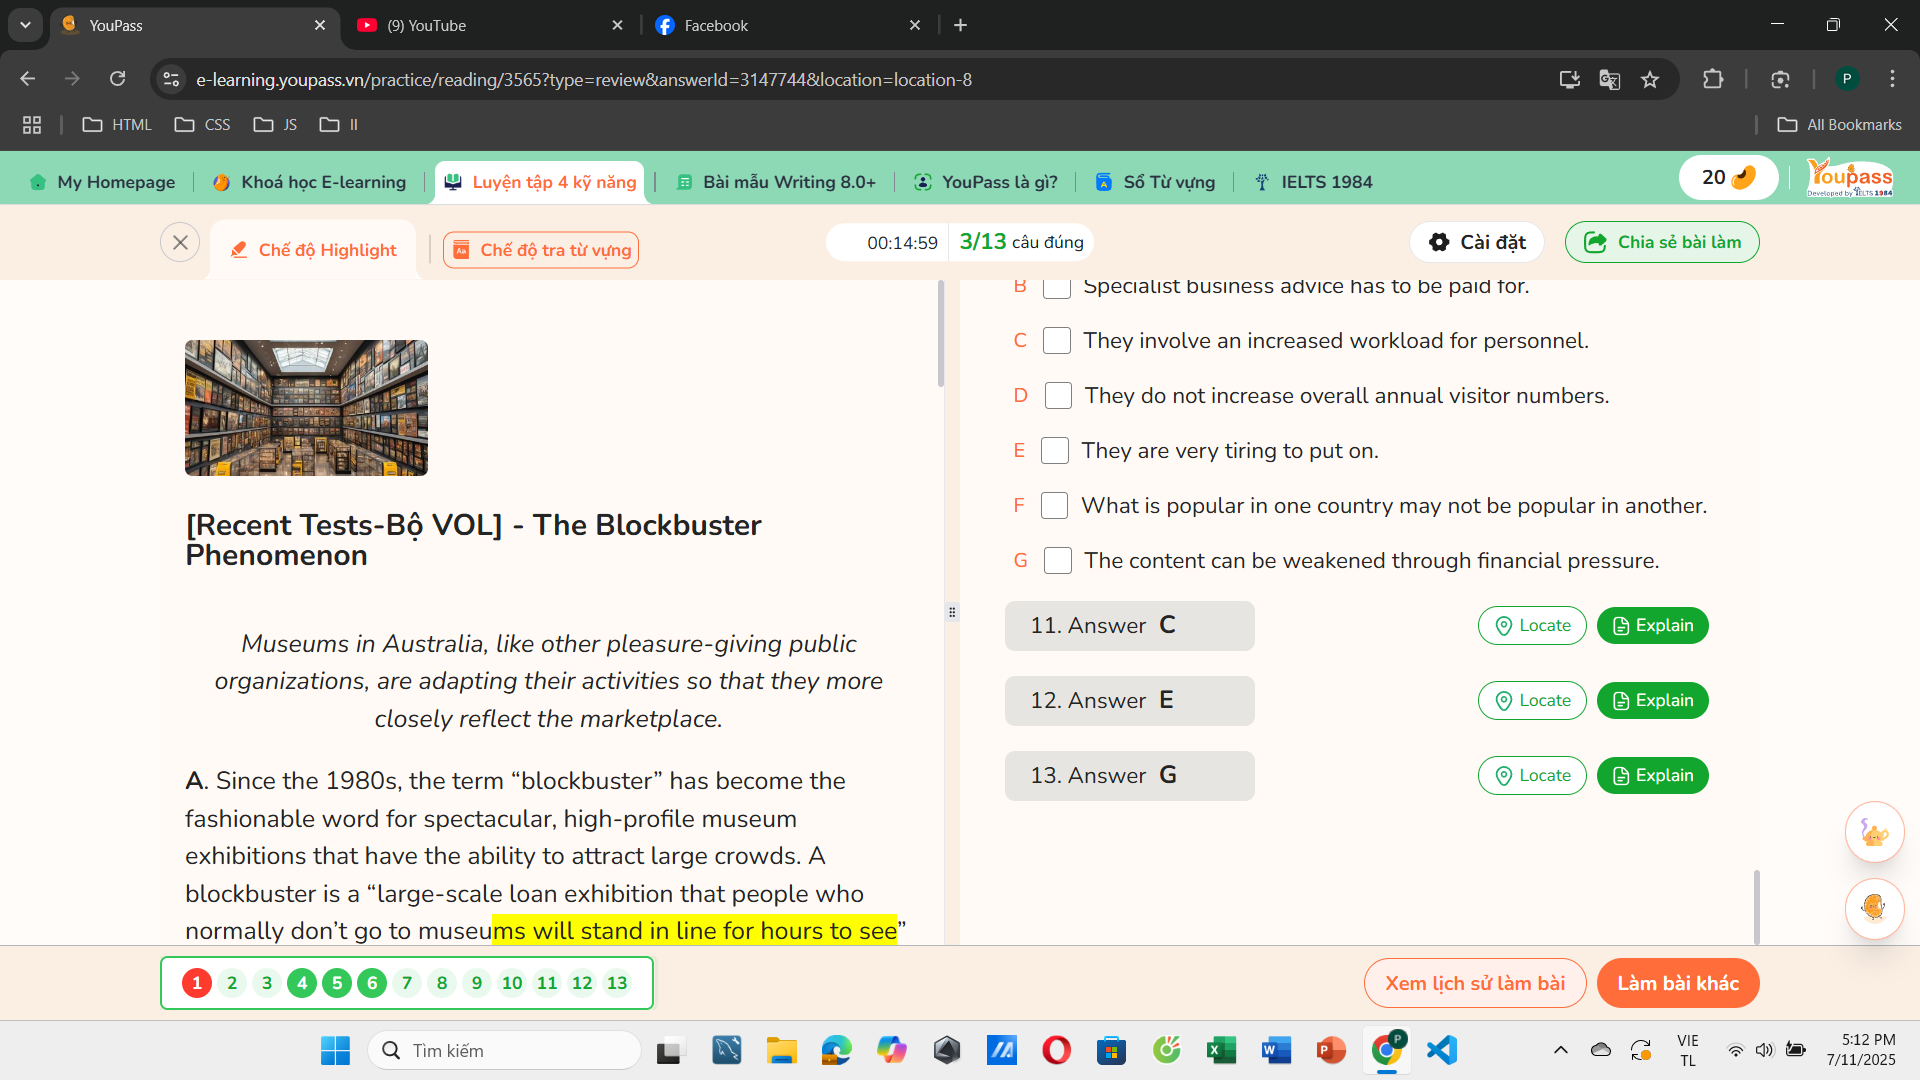 YouPass
(9) YouTube
Facebook
e-learning.youpass.vn/practice/reading/3565?type=review&answerId=3147744&location=location-8
P
HTML
CSS
JS
II
All Bookmarks
My Homepage
Khoá học E-learning
Luyện tập 4 kỹ năng
Bài mẫu Writing 8.0+
YouPass là gì?
Sổ Từ vựng
IELTS 1984
20
Youpass
Developed by IELTS 1984
Chế độ Highlight
Chế độ tra từ vựng
00:14:59
3/13 câu đúng
Cài đặt
Chia sẻ bài làm
[Recent Tests-Bộ VOL] - The Blockbuster
Phenomenon
Museums in Australia, like other pleasure-giving public
organizations, are adapting their activities so that they more
closely reflect the marketplace.
A. Since the 1980s, the term “blockbuster” has become the
fashionable word for spectacular, high-profile museum
exhibitions that have the ability to attract large crowds. A
blockbuster is a “large-scale loan exhibition that people who
normally don’t go to museums will stand in line for hours to see”
B Specialist business advice has to be paid for.
C They involve an increased workload for personnel.
D They do not increase overall annual visitor numbers.
E They are very tiring to put on.
F What is popular in one country may not be popular in another.
G The content can be weakened through financial pressure.
11. Answer C
Locate
Explain
12. Answer E
Locate
Explain
13. Answer G
Locate
Explain
1 2 3 4 5 6 7 8 9 10 11 12 13
Xem lịch sử làm bài
Làm bài khác
Tìm kiếm
VIE
TL
5:12 PM
7/11/2025